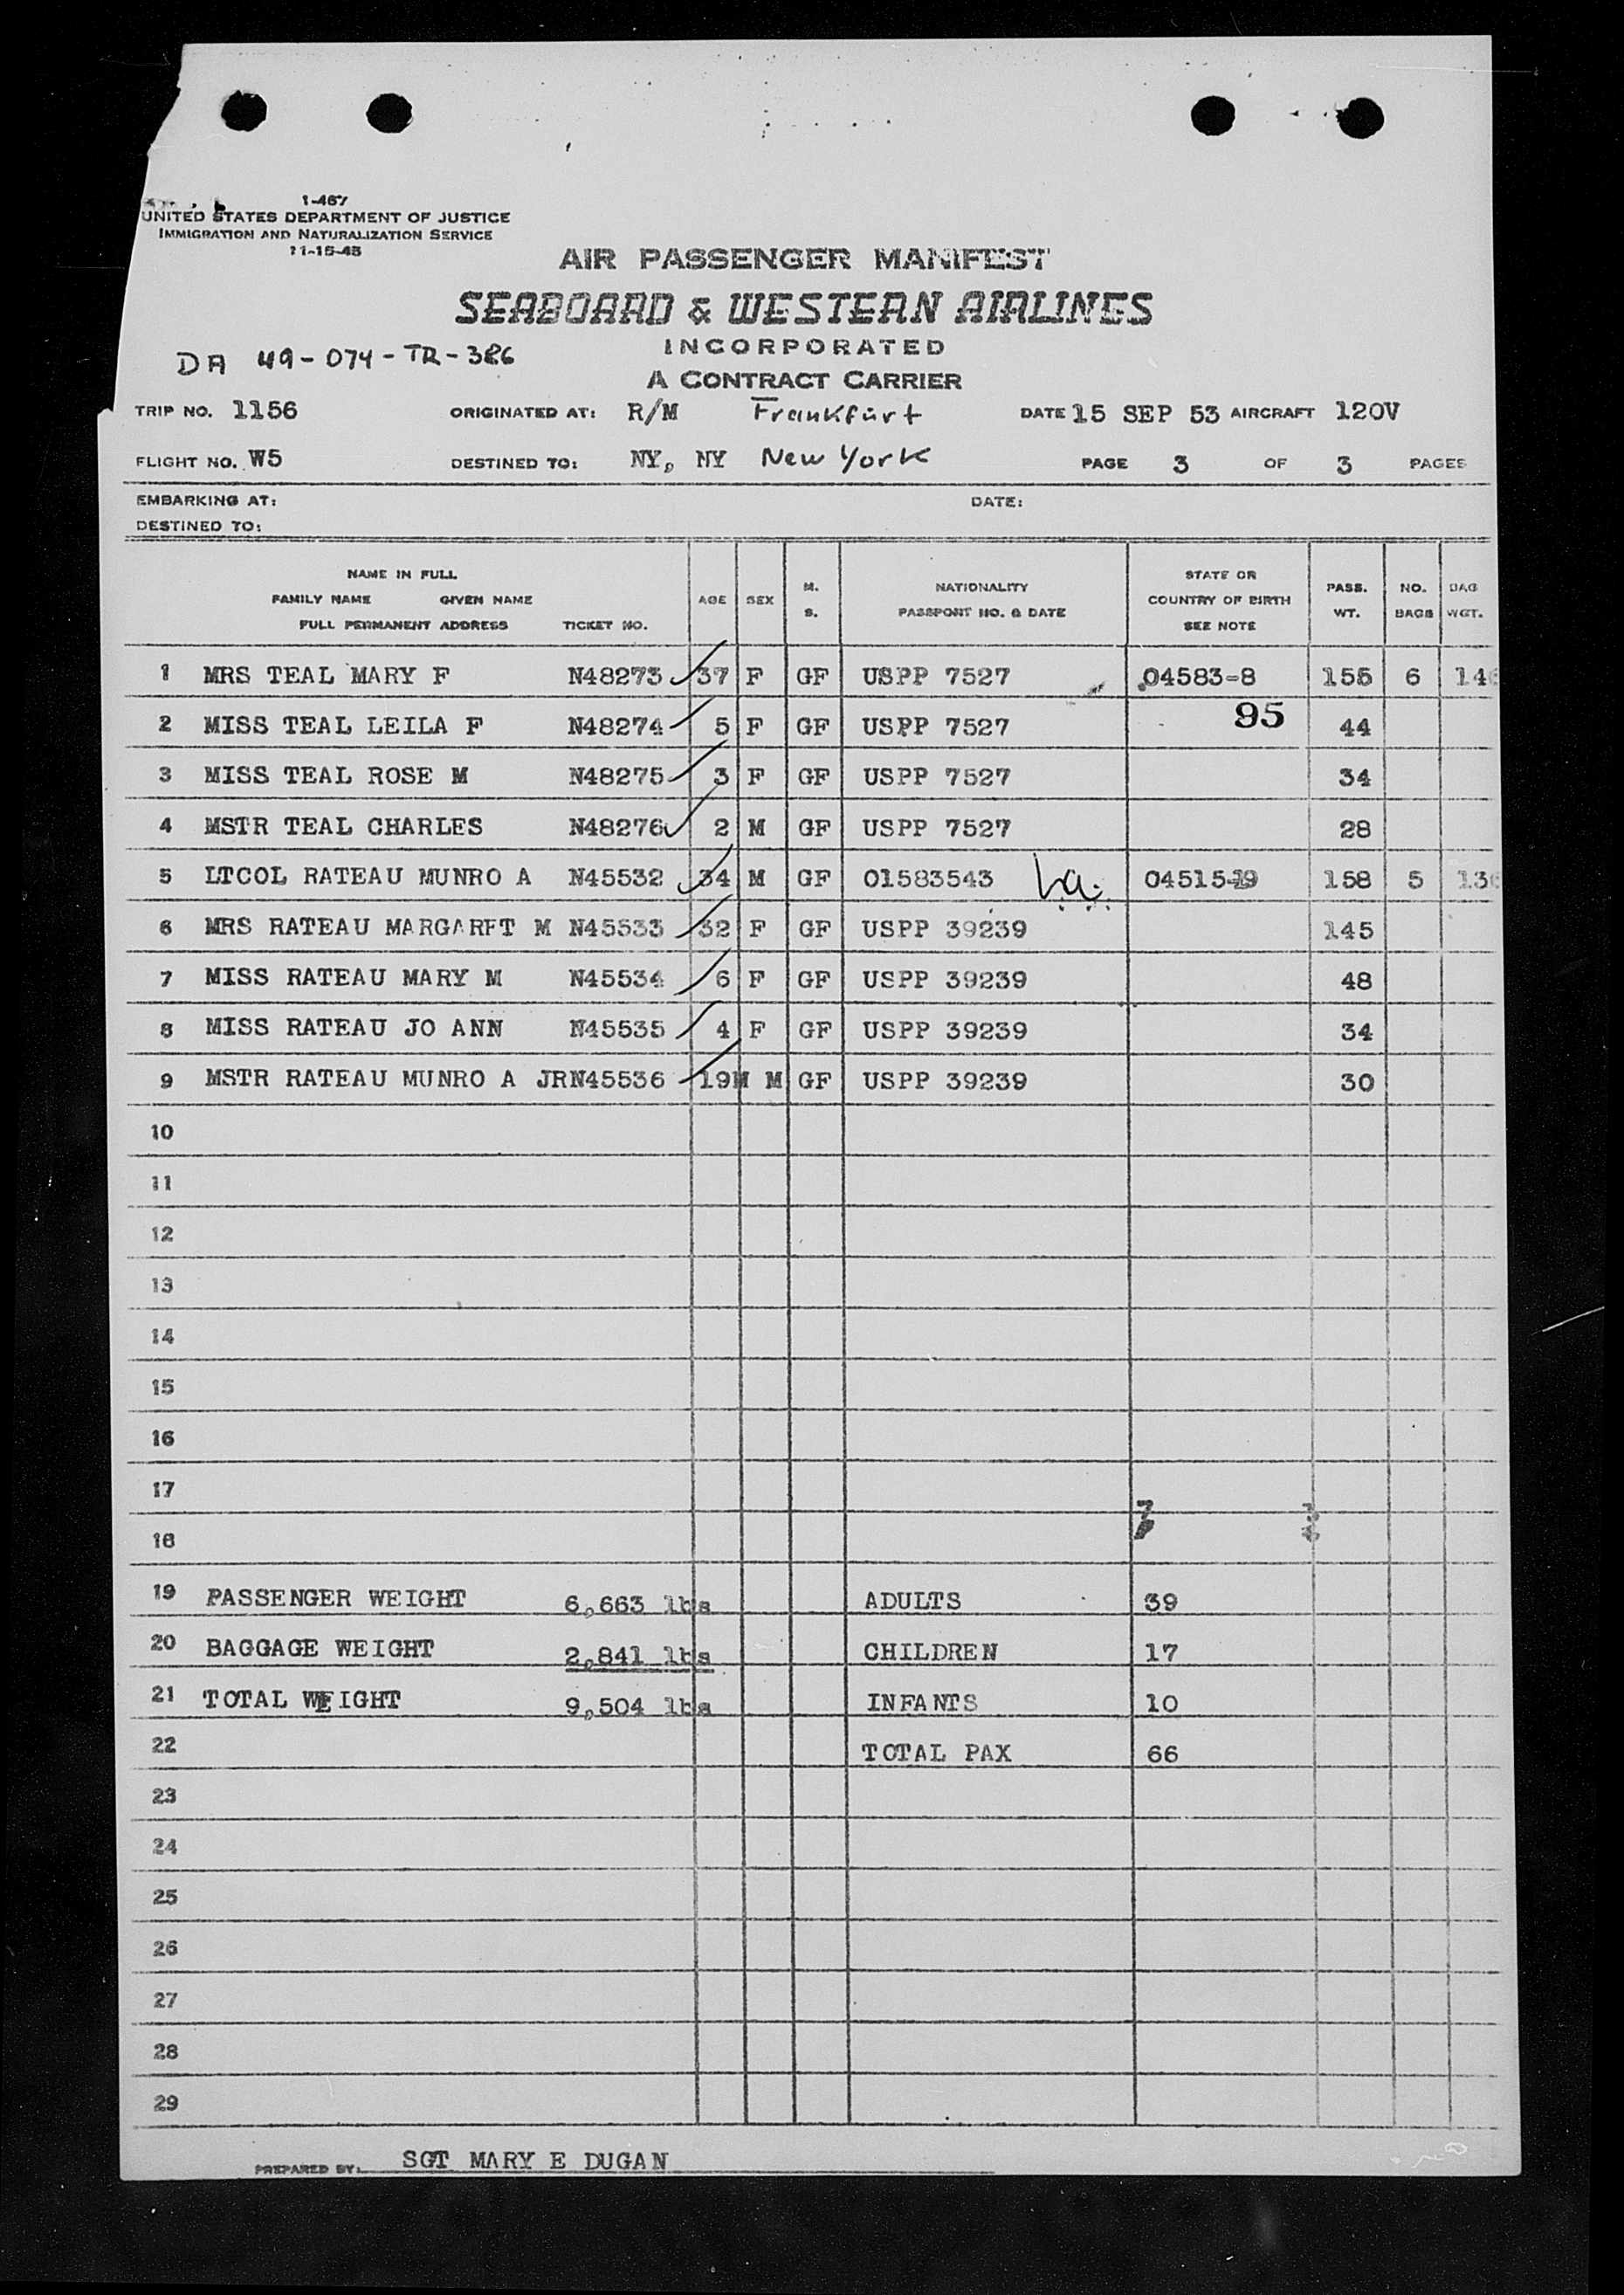 1-467
UNITED STATES DEPARTMENT OF JUSTICE
IMMIGRATION AND NATURALIZATION SERVICE
11-15-45
AIR PASSENGER MANIFEST
SEABOARD & WESTERN AIRLINES
INCORPORATED
A CONTRACT CARRIER
DA 49-074-TR-386
TRIP NO. 1156 ORIGINATED AT: R/M Frankfurt DATE 15 SEP 53 AIRCRAFT 120V
FLIGHT NO. W5 DESTINED TO: NY, NY New York PAGE 3 OF 3 PAGES
EMBARKING AT: DATE:
DESTINED TO:
NAME IN FULL STATE OR
FAMILY NAME GIVEN NAME AGE SEX M. NATIONALITY COUNTRY OF BIRTH PASS. NO. BAG
FULL PERMANENT ADDRESS TICKET NO. S. PASSPORT NO. & DATE SEE NOTE WT. BAGS WGT.
1 MRS TEAL MARY F N48273 37 F GF USPP 7527 04583-8 155 6
2 MISS TEAL LEILA F N48274 5 F GF USPP 7527 95 44
3 MISS TEAL ROSE M N48275 3 F GF USPP 7527 34
4 MSTR TEAL CHARLES N48276 2 M GF USPP 7527 28
5 LTCOL RATEAU MUNRO A N45532 34 M GF 01583543 La. 158 5
6 MRS RATEAU MARGARET M N45533 32 F GF USPP 39239 145
7 MISS RATEAU MARY M N45534 6 F GF USPP 39239 48
8 MISS RATEAU JO ANN N45535 4 F GF USPP 39239 34
9 MSTR RATEAU MUNRO A JR N45536 19M M GF USPP 39239 30
10
11
12
13
14
15
16
17
18
19 PASSENGER WEIGHT 6,663 lbs ADULTS 39
20 BAGGAGE WEIGHT 2,841 lbs CHILDREN 17
21 TOTAL WEIGHT 9,504 lbs INFANTS 10
22 TOTAL PAX 66
23
24
25
26
27
28
29
PREPARED BY: SGT MARY E DUGAN